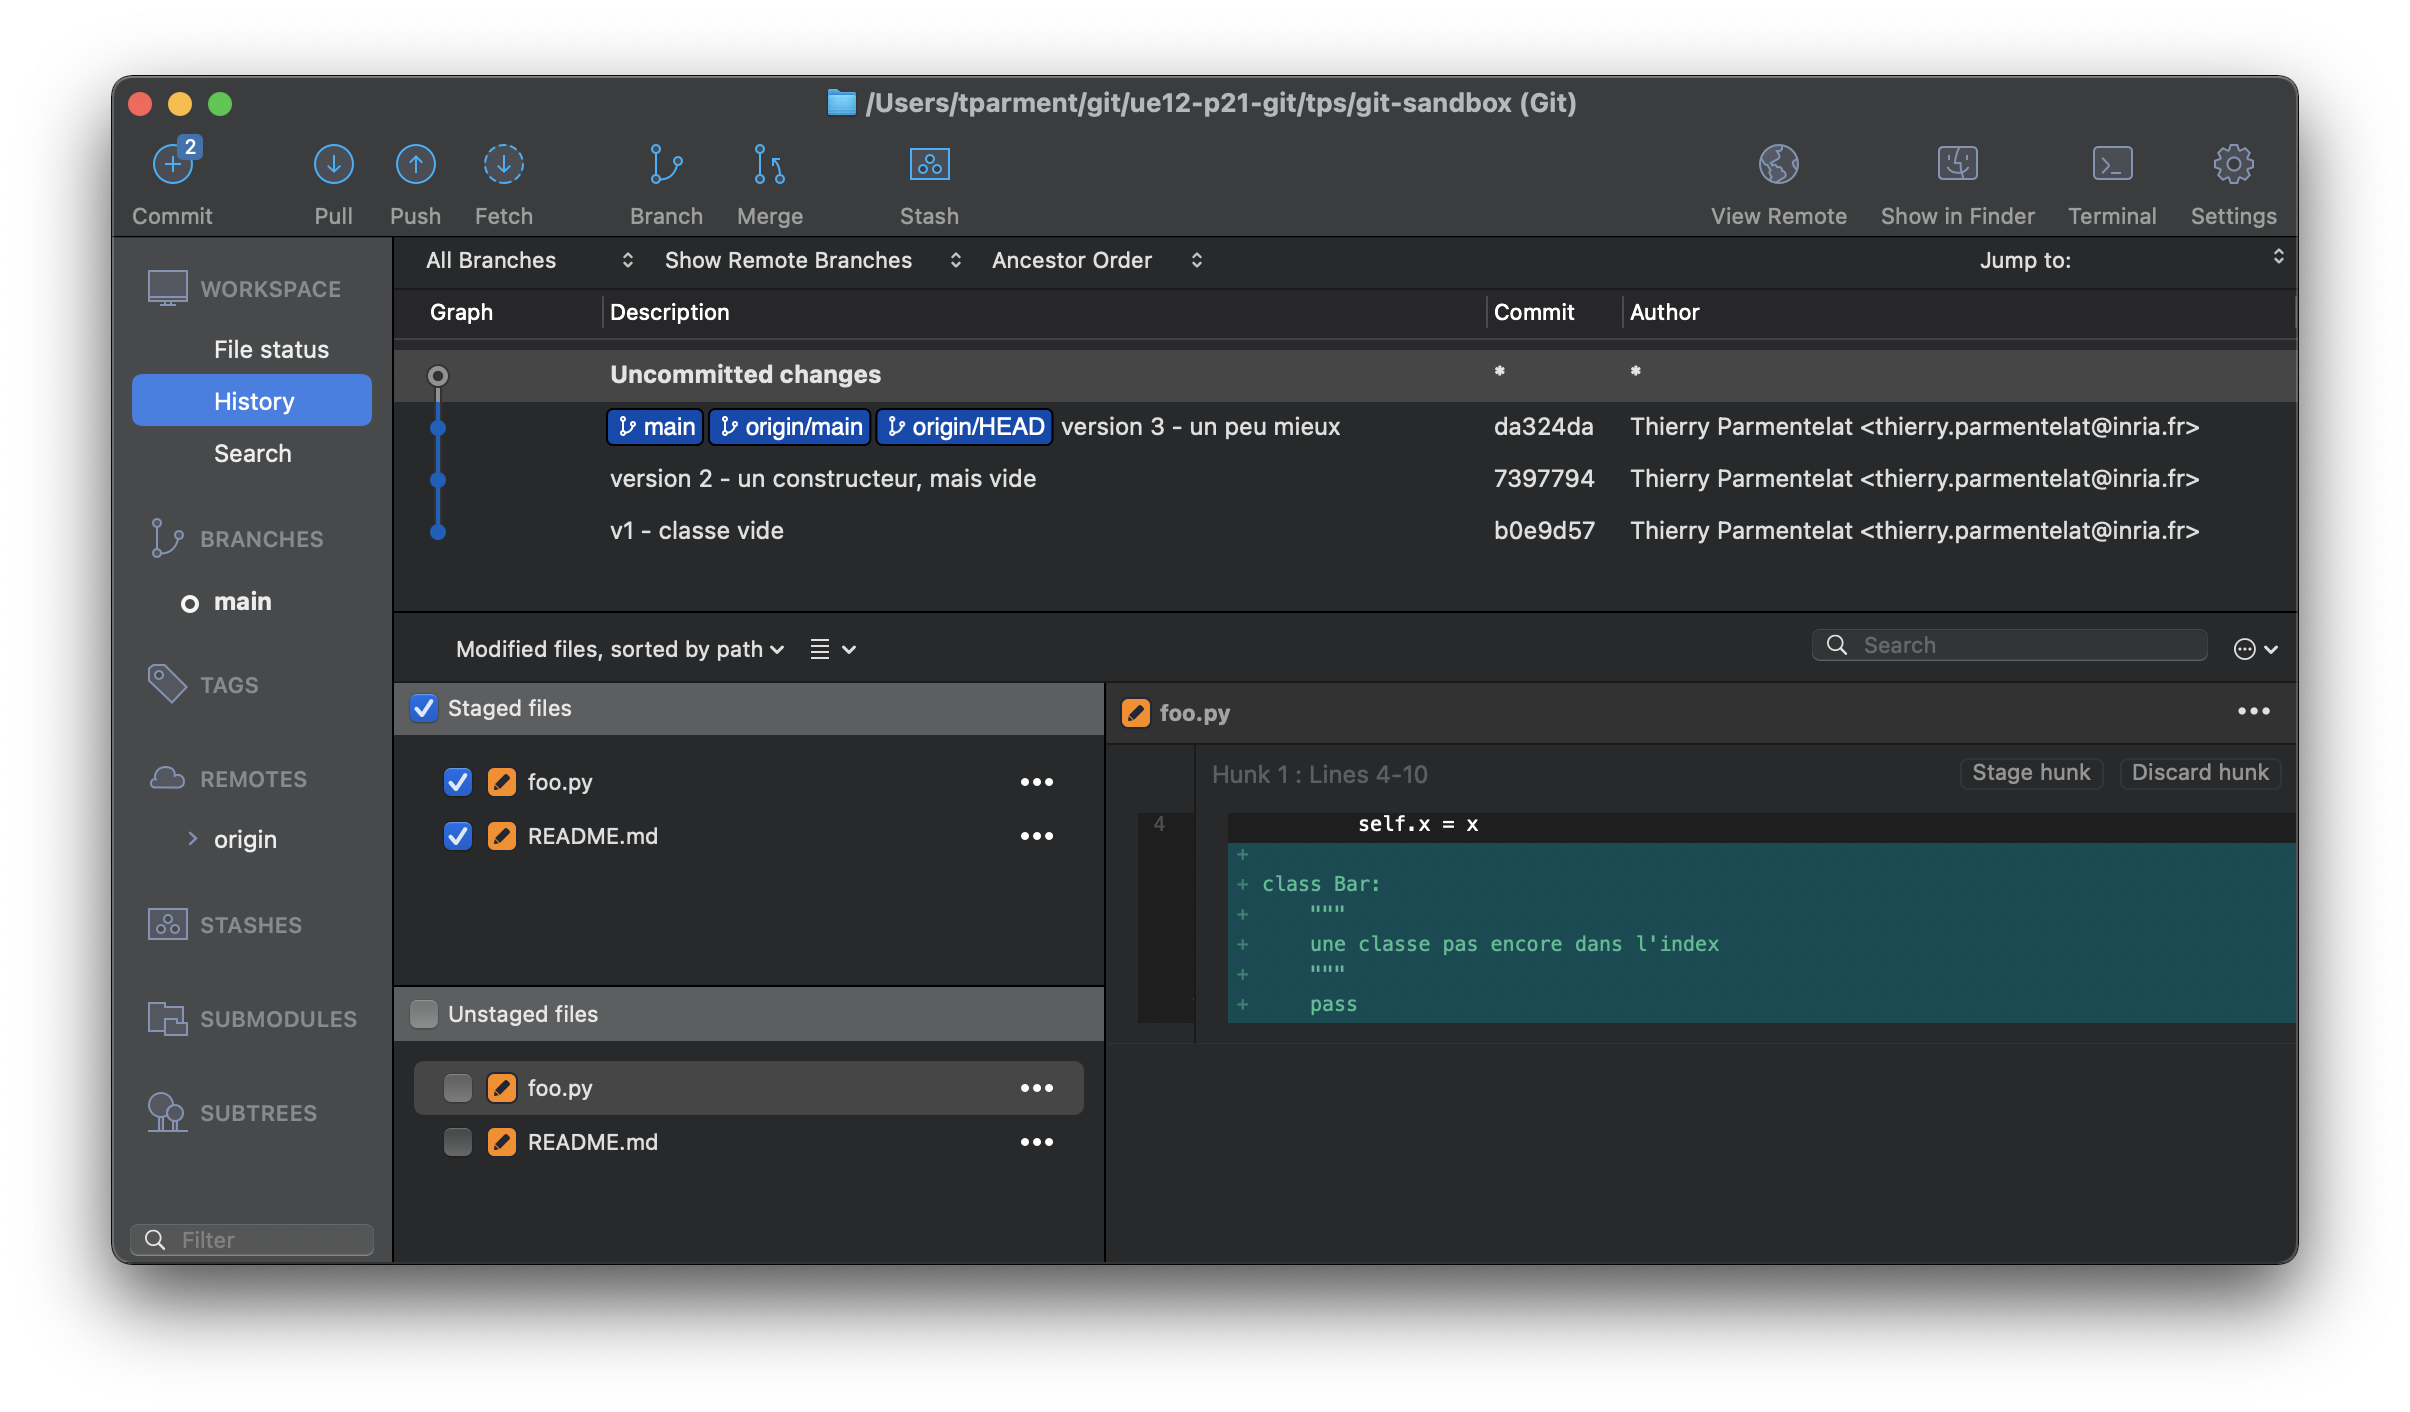 /Users/tparment/git/ue12-p21-git/tps/git-sandbox (Git)
2
Commit Pull Push Fetch Branch Merge Stash View Remote Show in Finder Terminal Settings
WORKSPACE
File status
History
Search
BRANCHES
main
TAGS
REMOTES
origin
STASHES
SUBMODULES
SUBTREES
Filter
All Branches Show Remote Branches Ancestor Order Jump to:
Graph Description Commit Author
Uncommitted changes * *
main origin/main origin/HEAD version 3 - un peu mieux da324da Thierry Parmentelat <thierry.parmentelat@inria.fr>
version 2 - un constructeur, mais vide 7397794 Thierry Parmentelat <thierry.parmentelat@inria.fr>
v1 - classe vide b0e9d57 Thierry Parmentelat <thierry.parmentelat@inria.fr>
Modified files, sorted by path Search
Staged files
foo.py
README.md
Unstaged files
foo.py
README.md
foo.py
Hunk 1 : Lines 4-10 Stage hunk Discard hunk
4 self.x = x
+
+ class Bar:
+ """
+ une classe pas encore dans l'index
+ """
+ pass